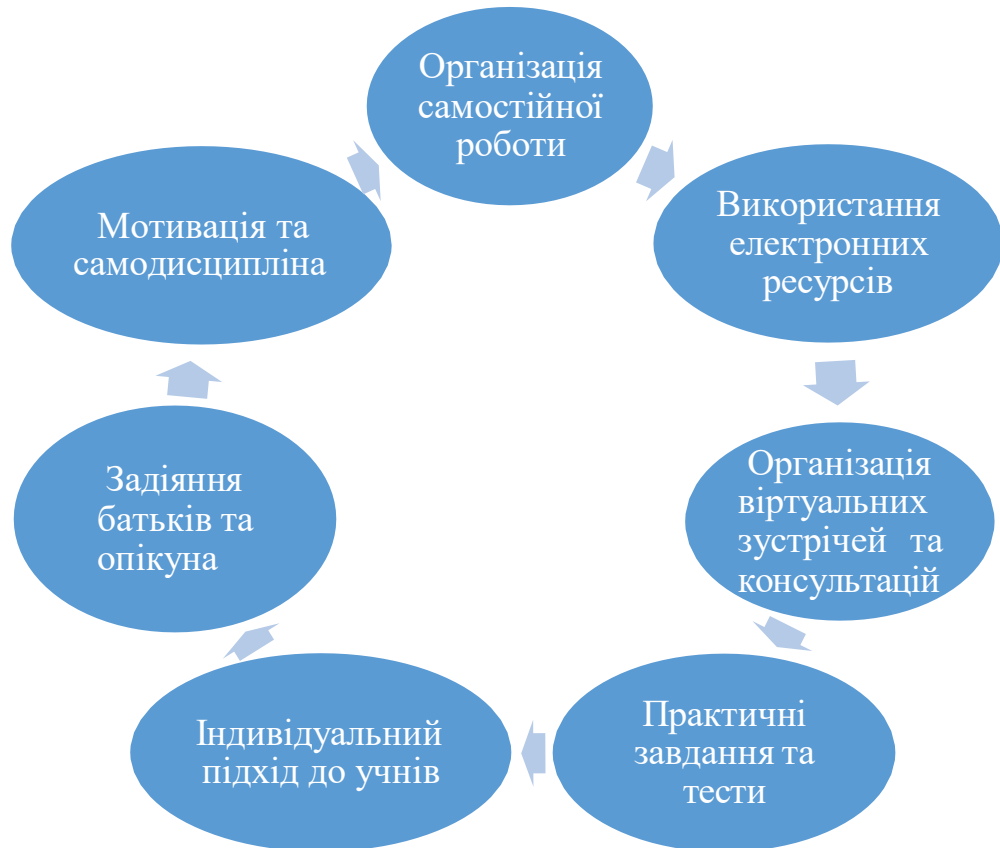 Організація
самостійної
роботи
Використання
електронних
ресурсів
Організація
віртуальних
зустрічей та
консультацій
Практичні
завдання та
тести
Індивідуальний
підхід до учнів
Задіяння
батьків та
опікуна
Мотивація та
самодисципліна